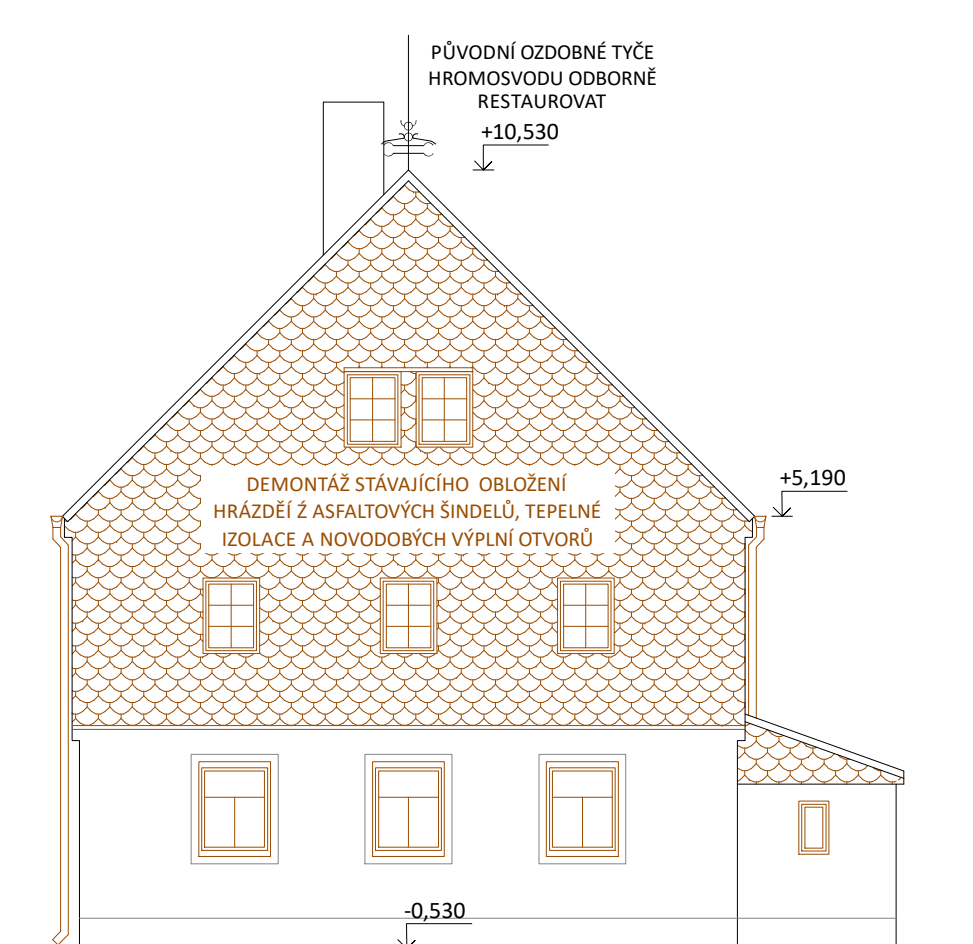 PŮVODNÍ OZDOBNÉ TYČE
HROMOSVODU ODBORNĚ
RESTAUROVAT
+10,530
+5,190
DEMONTÁŽ STÁVAJÍCÍHO OBLOŽENÍ
HRÁZDĚÍ Ź ASFALTOVÝCH ŠINDELŮ, TEPELNÉ
IZOLACE A NOVODOBÝCH VÝPLNÍ OTVORŮ
-0,530